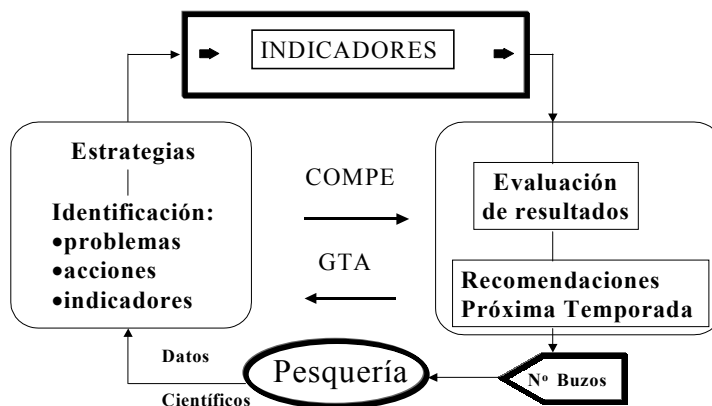 INDICADORES
Estrategias
Identificación:
•problemas
•acciones
•indicadores
COMPE
GTA
Evaluación
de resultados
Recomendaciones
Próxima Temporada
Datos
Científicos
Pesquería
Nº Buzos